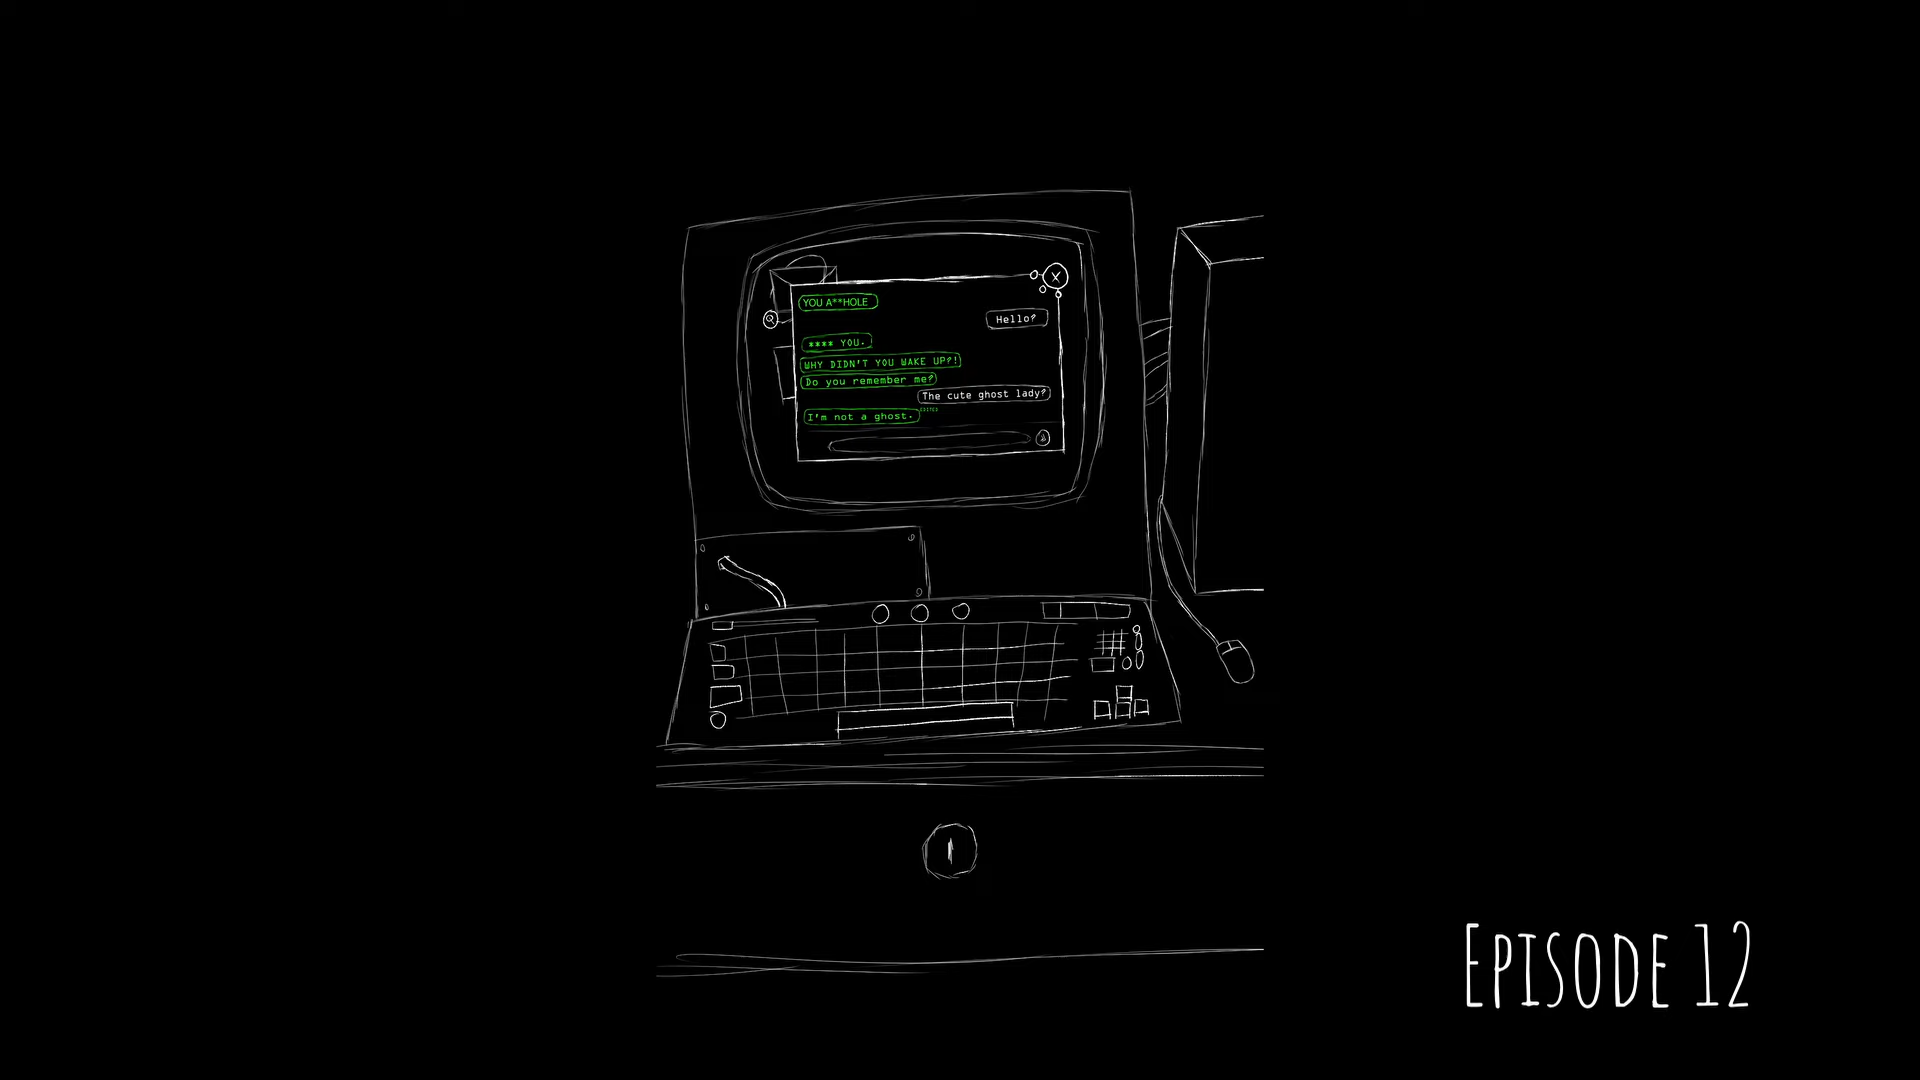 YOU A**HOLE
Hello?
**** YOU.
WHY DIDN'T YOU WAKE UP?!
Do you remember me?
The cute ghost lady?
I'm not a ghost.
EDITED
X
EPISODE 12